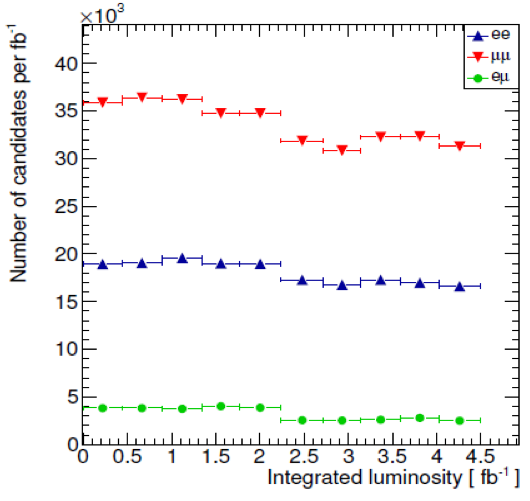 ×10³
Number of candidates per fb⁻¹
ee
μμ
eμ
40
35
30
25
20
15
10
5
0
0 0.5 1 1.5 2 2.5 3 3.5 4 4.5
Integrated luminosity [ fb⁻¹]